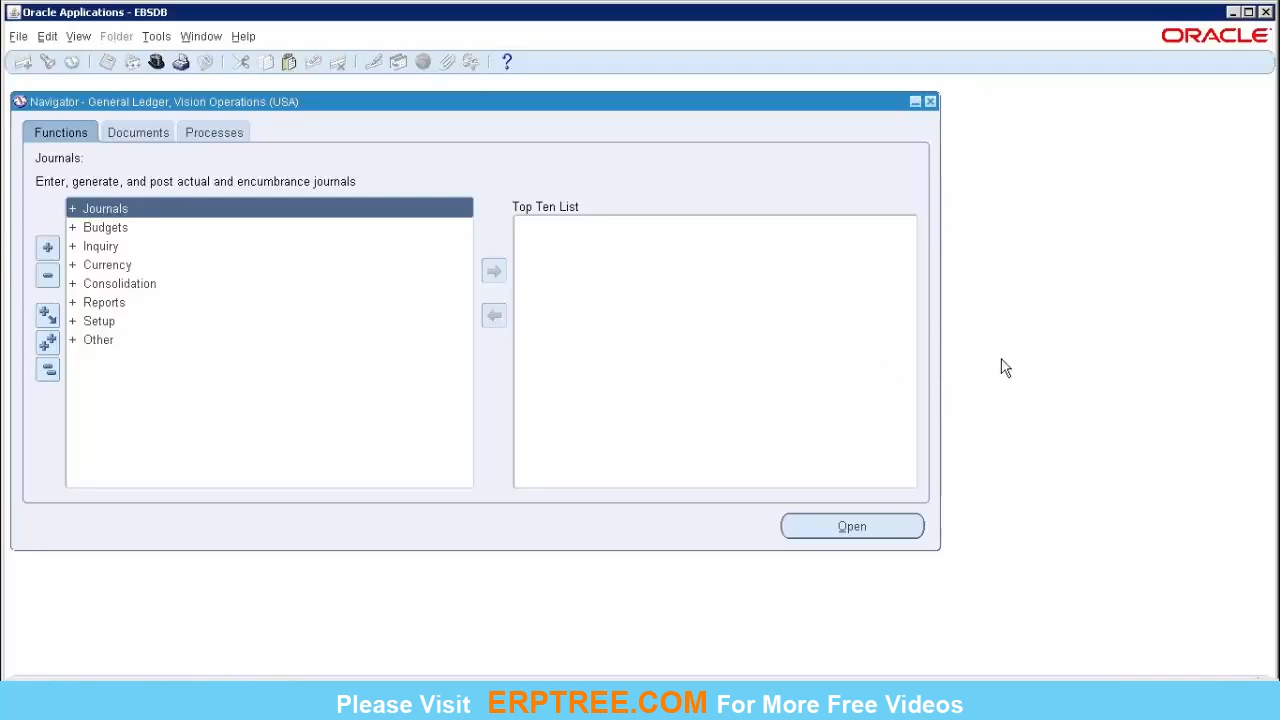 Oracle Applications - EBSDB
File Edit View Folder Tools Window Help
ORACLE
Navigator - General Ledger, Vision Operations (USA)
Functions Documents Processes
Journals:
Enter, generate, and post actual and encumbrance journals
+ Journals
+ Budgets
+ Inquiry
+ Currency
+ Consolidation
+ Reports
+ Setup
+ Other
Top Ten List
Open
Please Visit ERPTREE.COM For More Free Videos